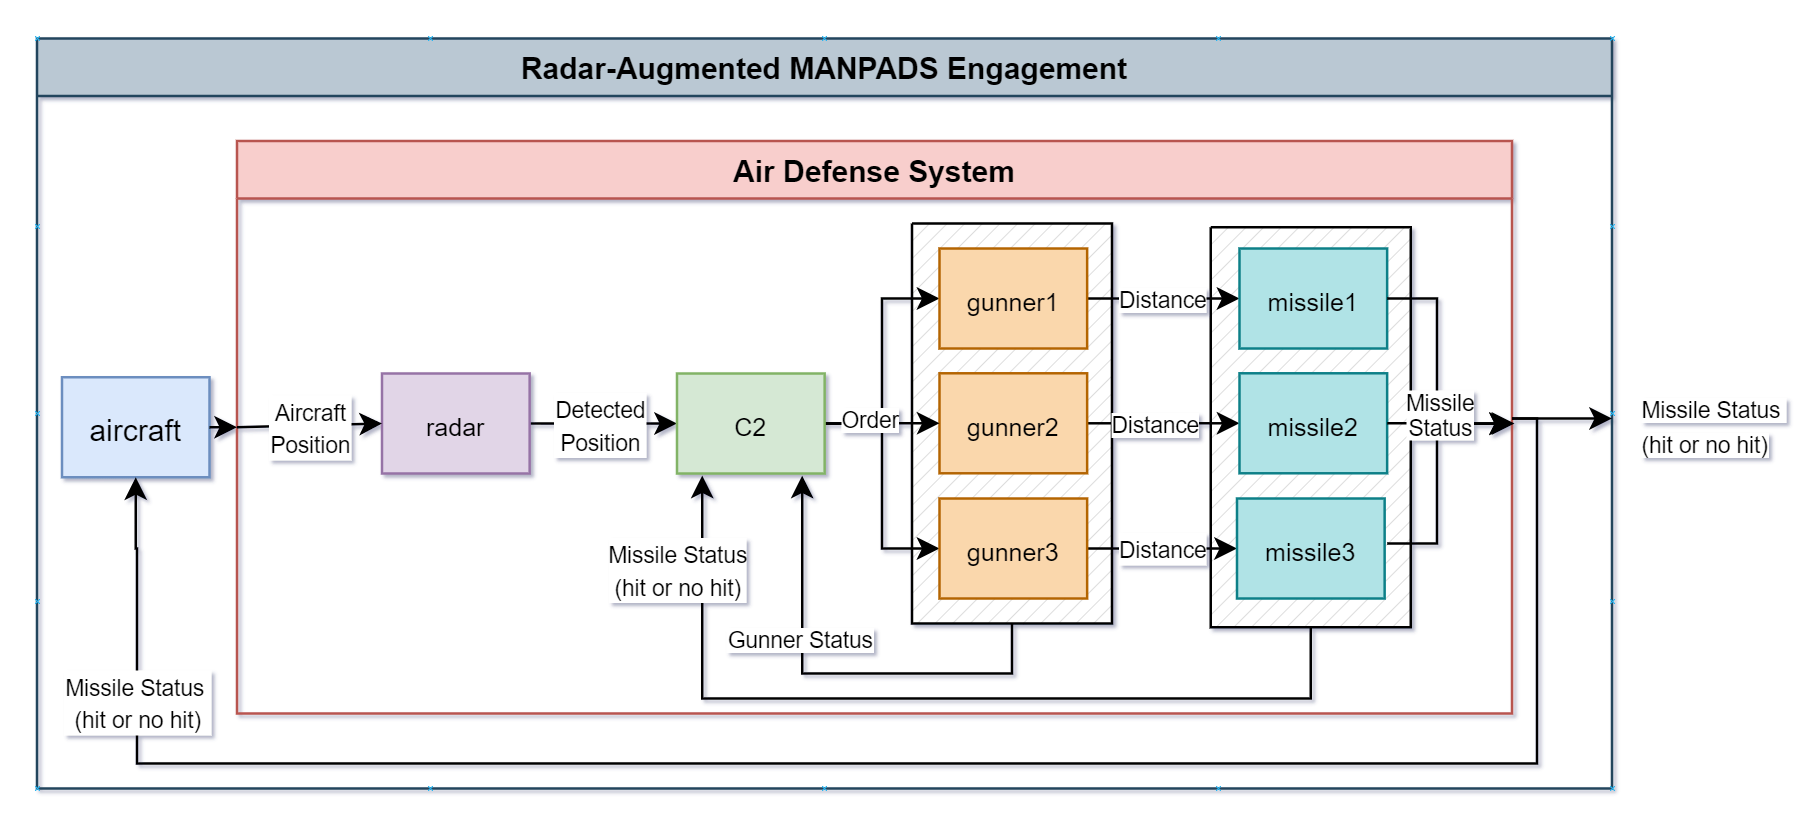 Radar-Augmented MANPADS Engagement
Air Defense System
aircraft
Aircraft
Position
radar
Detected
Position
C2
Order
gunner1
gunner2
gunner3
Distance
Distance
Distance
missile1
missile2
missile3
Missile
Status
Missile Status
(hit or no hit)
Missile Status
(hit or no hit)
Gunner Status
Missile Status
(hit or no hit)